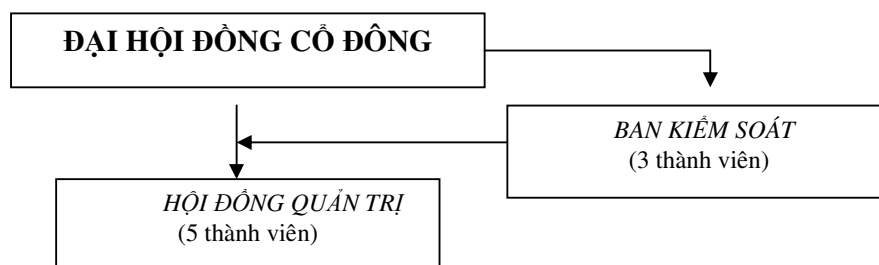 ĐẠI HỘI ĐỒNG CỔ ĐÔNG
BAN KIỂM SOÁT
(3 thành viên)
HỘI ĐỒNG QUẢN TRỊ
(5 thành viên)